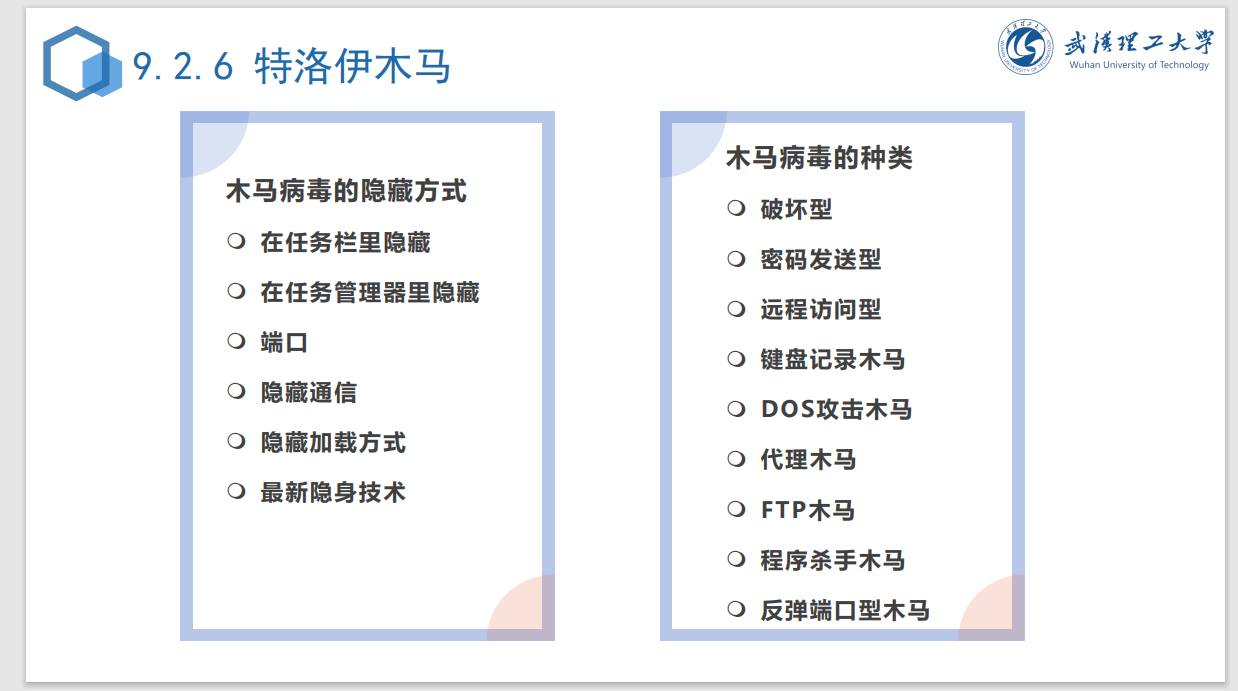 9.2.6 特洛伊木马
武汉理工大学
Wuhan University of Technology
木马病毒的隐藏方式
在任务栏里隐藏
在任务管理器里隐藏
端口
隐藏通信
隐藏加载方式
最新隐身技术
木马病毒的种类
破坏型
密码发送型
远程访问型
键盘记录木马
DOS攻击木马
代理木马
FTP木马
程序杀手木马
反弹端口型木马